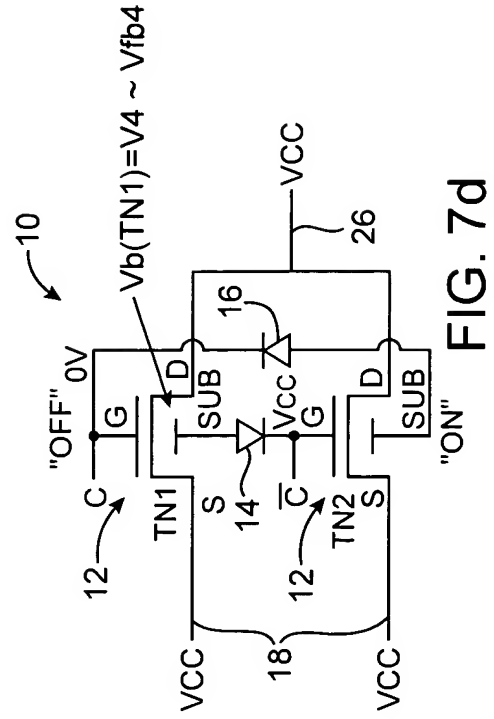 10
Vb(TN1)=V4 ~ Vfb4
"OFF"
0V
C
G
D
12
TN1
SUB
S
16
VCC
26
14
VCC
VCC
18
C̅
G
D
12
TN2
SUB
S
VCC
"ON"
FIG. 7d